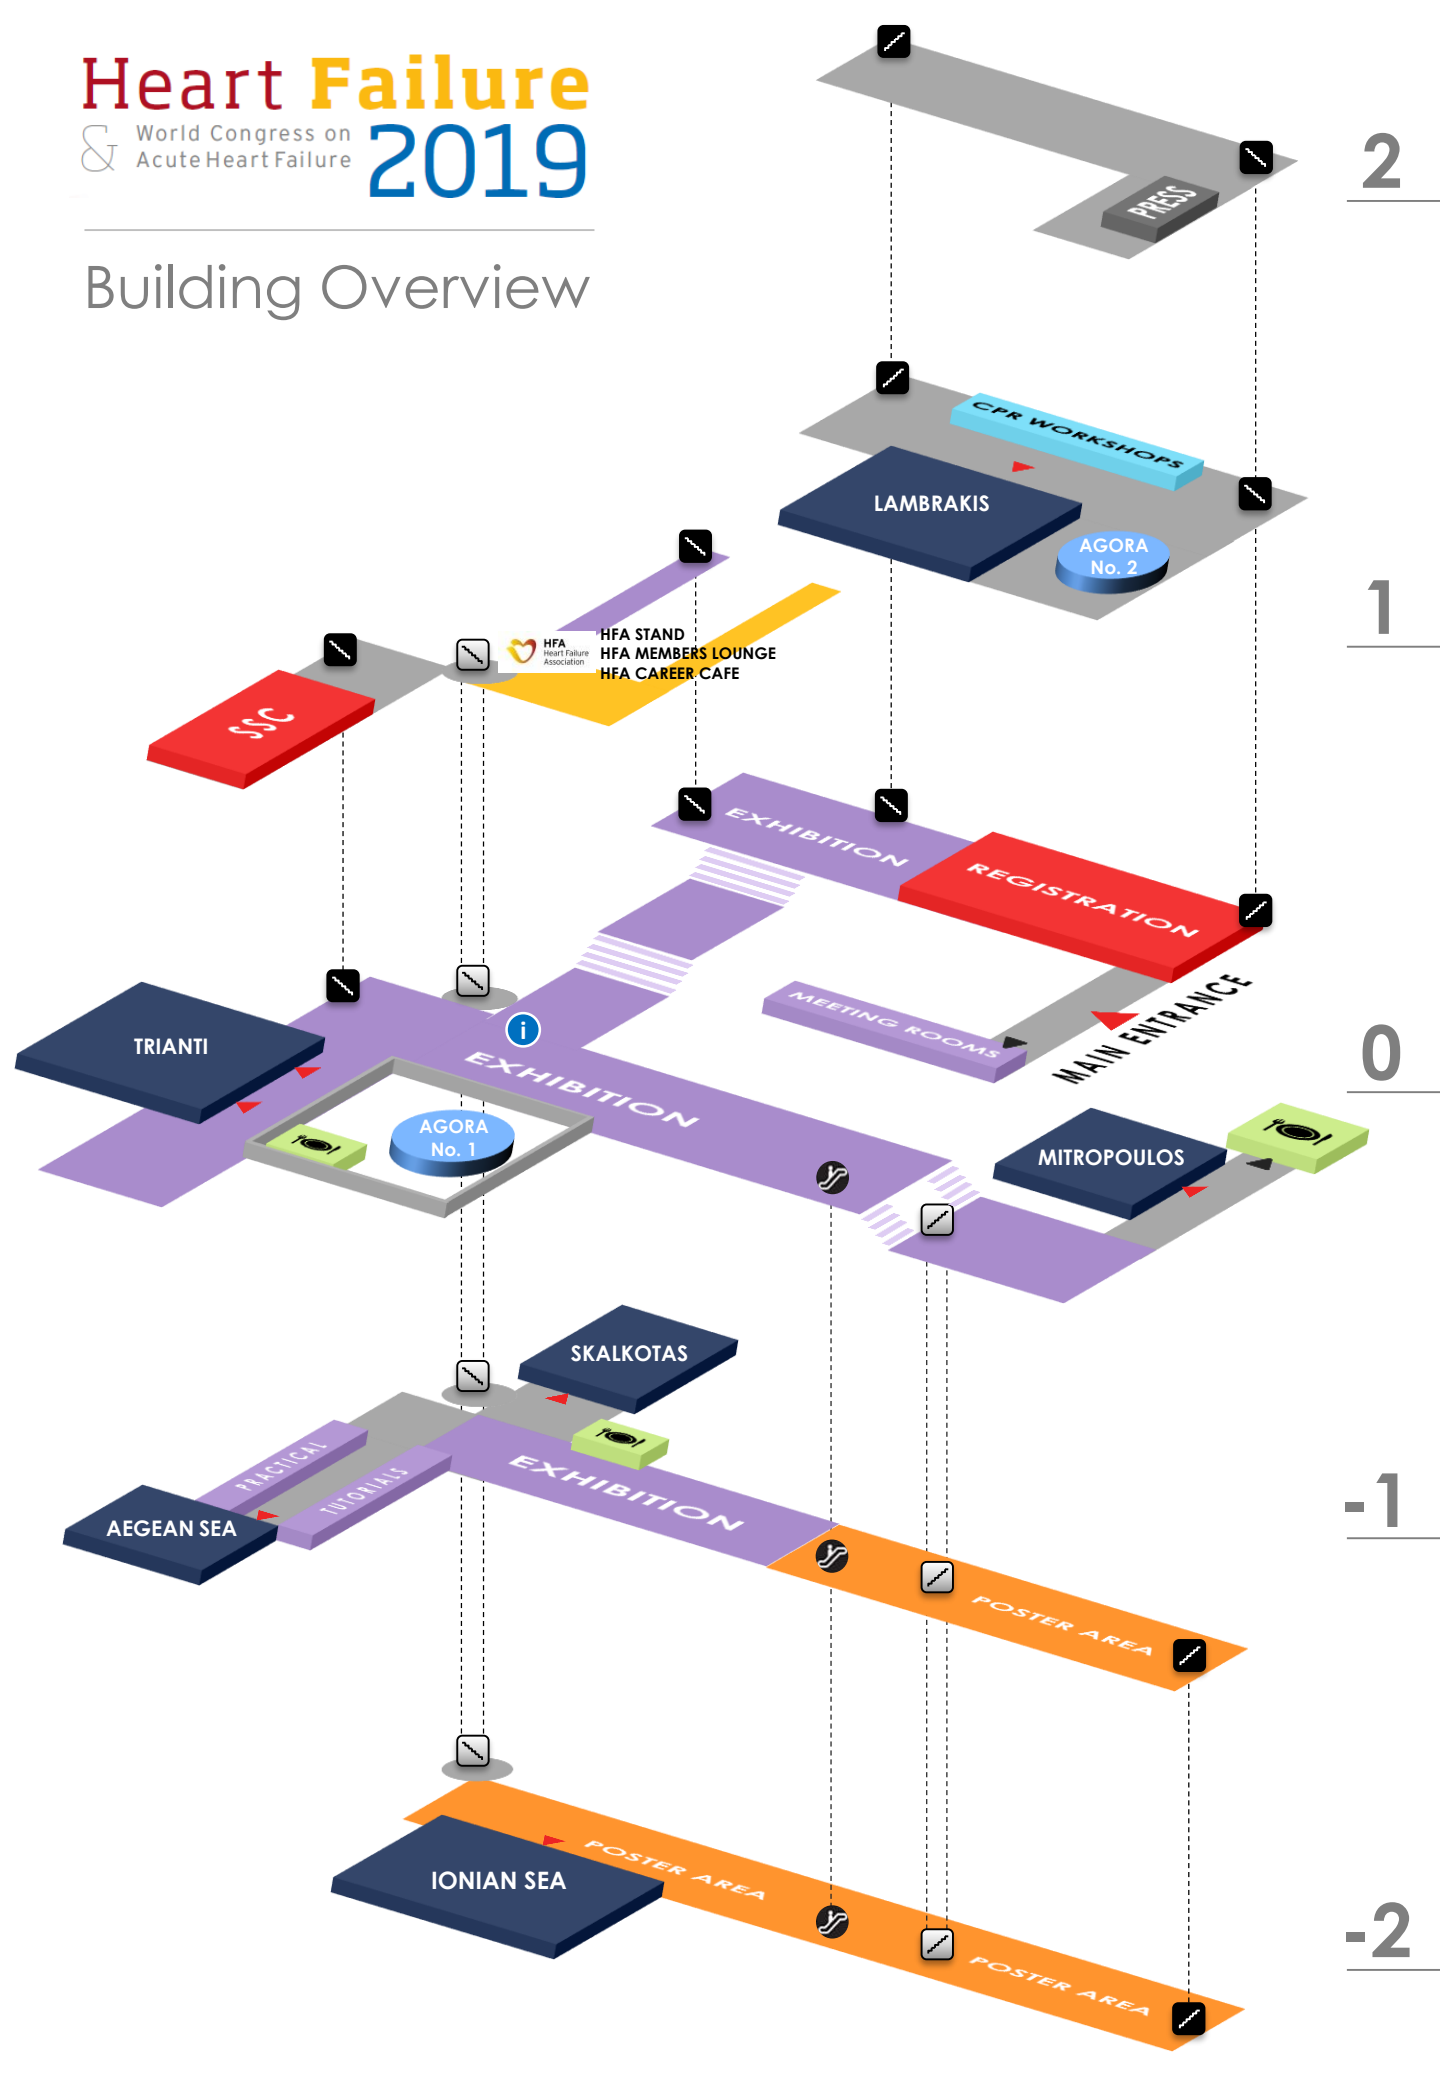 Heart Failure
& World Congress on
Acute Heart Failure 2019
Building Overview
2
PRESS
CPR WORKSHOPS
LAMBRAKIS
AGORA
No. 2
1
HFA
Heart Failure
Association
HFA STAND
HFA MEMBERS LOUNGE
HFA CAREER CAFE
SSC
EXHIBITION
REGISTRATION
MEETING ROOMS
MAIN ENTRANCE
0
TRIANTI
i
EXHIBITION
AGORA
No. 1
MITROPOULOS
SKALKOTAS
PRACTICAL
TUTORIALS
EXHIBITION
AEGEAN SEA
-1
POSTER AREA
POSTER AREA
IONIAN SEA
-2
POSTER AREA